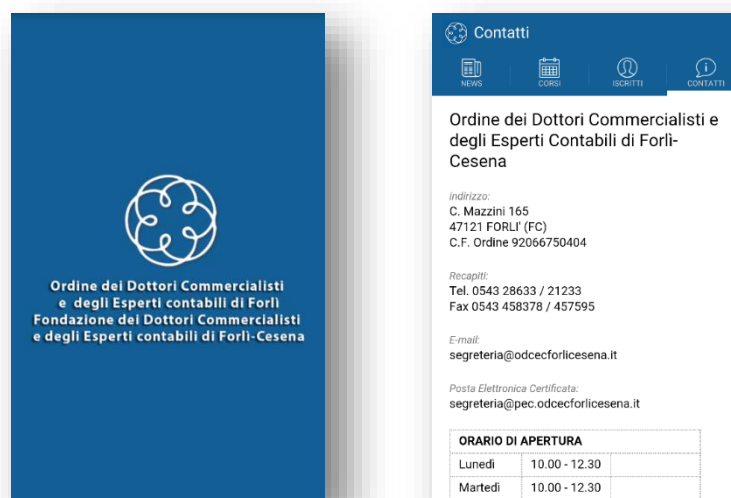 Ordine dei Dottori Commercialisti
e degli Esperti contabili di Forlì
Fondazione dei Dottori Commercialisti
e degli Esperti contabili di Forlì-Cesena
Contatti
NEWS
CORSI
ISCRITTI
CONTATTI
Ordine dei Dottori Commercialisti e
degli Esperti Contabili di Forlì-
Cesena
indirizzo:
C. Mazzini 165
47121 FORLI' (FC)
C.F. Ordine 92066750404
Recapiti:
Tel. 0543 28633 / 21233
Fax 0543 458378 / 457595
E-mail:
segreteria@odcecforlicesena.it
Posta Elettronica Certificata:
segreteria@pec.odcecforlicesena.it
ORARIO DI APERTURA
Lunedì 10.00 - 12.30
Martedì 10.00 - 12.30